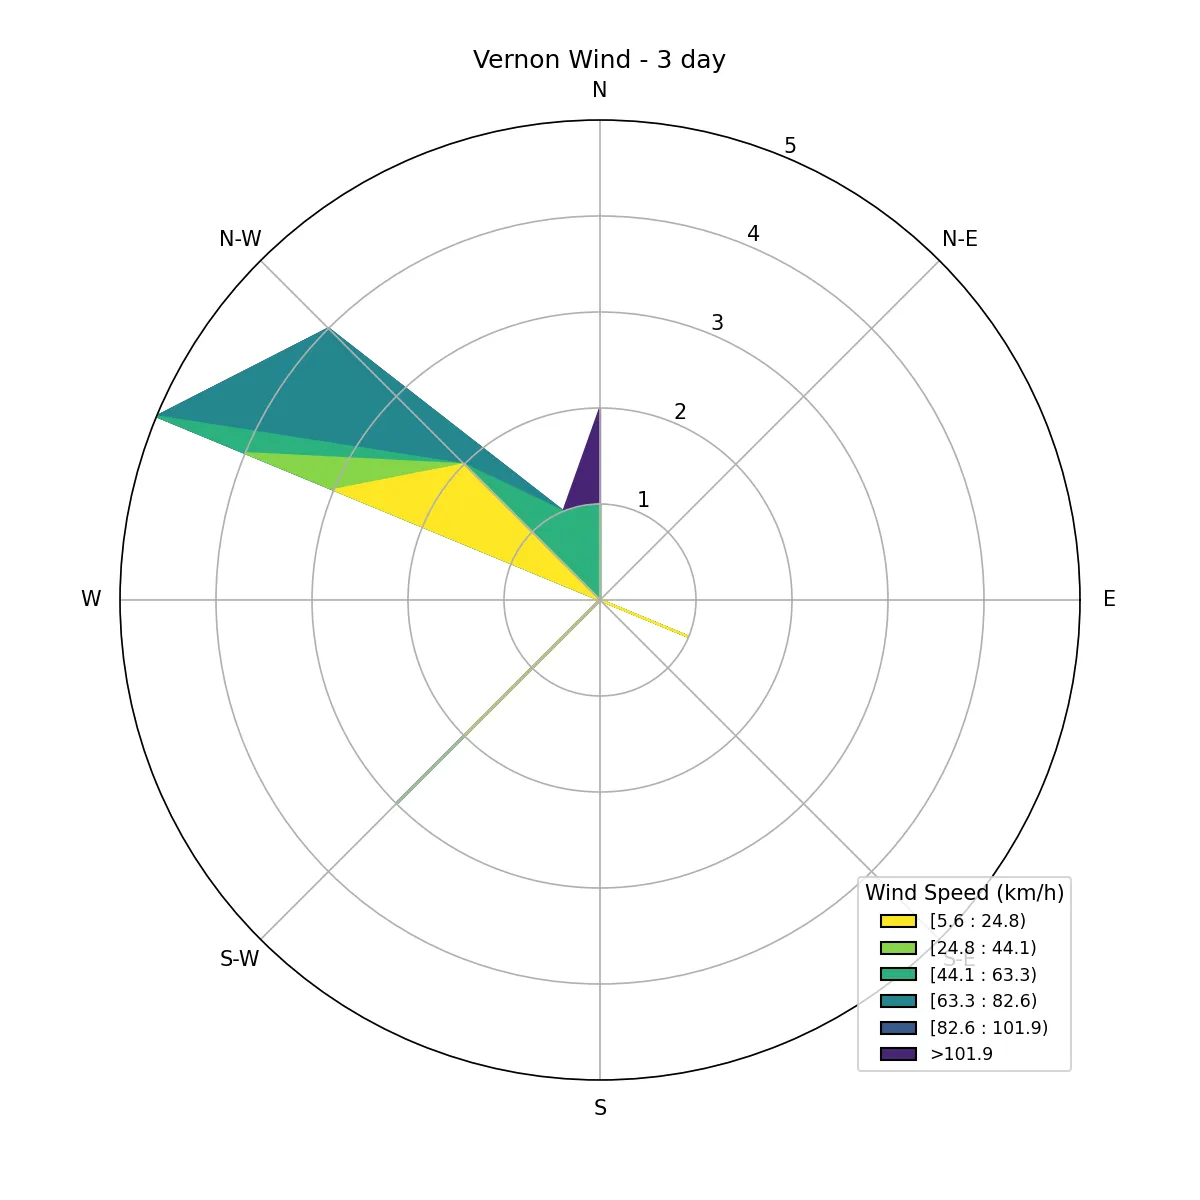 Vernon Wind - 3 day
N
5
N-W
4
N-E
3
2
1
W
E
S-W
S-E
S
Wind Speed (km/h)
[5.6 : 24.8)
[24.8 : 44.1)
[44.1 : 63.3)
[63.3 : 82.6)
[82.6 : 101.9)
>101.9